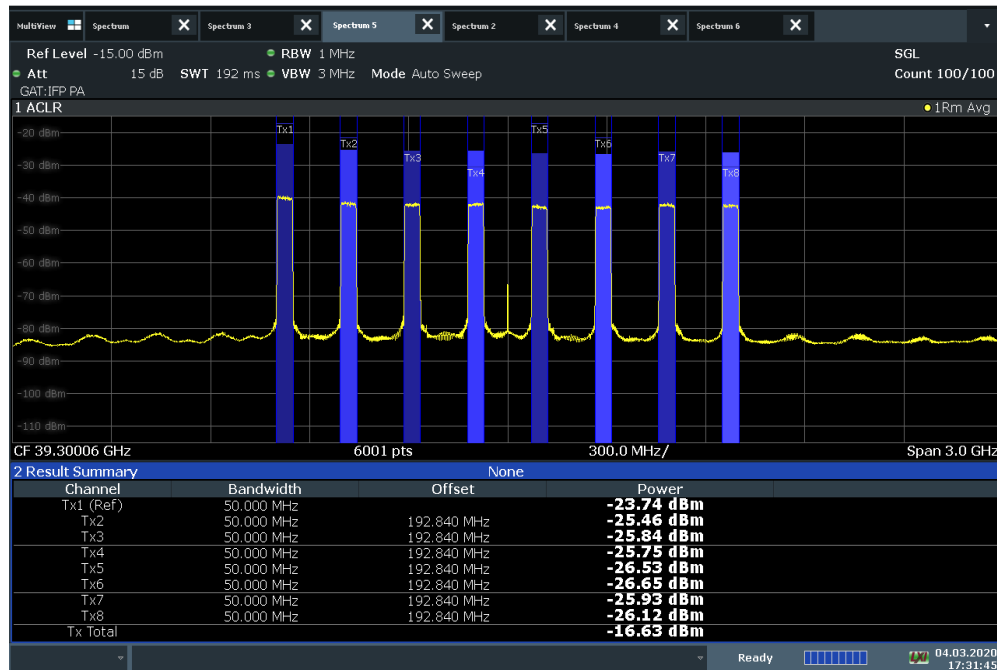 MultiView Spectrum Spectrum 3 Spectrum 5 Spectrum 2 Spectrum 4 Spectrum 6
Ref Level -15.00 dBm RBW 1 MHz SGL
Att 15 dB SWT 192 ms VBW 3 MHz Mode Auto Sweep Count 100/100
GAT:IFP PA
1 ACLR 1Rm Avg
Tx1 Tx5
-20 dBm
Tx2 Tx6
Tx3 Tx7
-30 dBm
Tx4 Tx8
-40 dBm
-50 dBm
-60 dBm
-70 dBm
-80 dBm
-90 dBm
-100 dBm
-110 dBm
CF 39.30006 GHz 6001 pts 300.0 MHz/ Span 3.0 GHz
2 Result Summary None
Channel Bandwidth Offset Power
Tx1 (Ref) 50.000 MHz -23.74 dBm
Tx2 50.000 MHz 192.840 MHz -25.46 dBm
Tx3 50.000 MHz 192.840 MHz -25.84 dBm
Tx4 50.000 MHz 192.840 MHz -25.75 dBm
Tx5 50.000 MHz 192.840 MHz -26.53 dBm
Tx6 50.000 MHz 192.840 MHz -26.65 dBm
Tx7 50.000 MHz 192.840 MHz -25.93 dBm
Tx8 50.000 MHz 192.840 MHz -26.12 dBm
Tx Total -16.63 dBm
Ready 04.03.2020
17:31:45